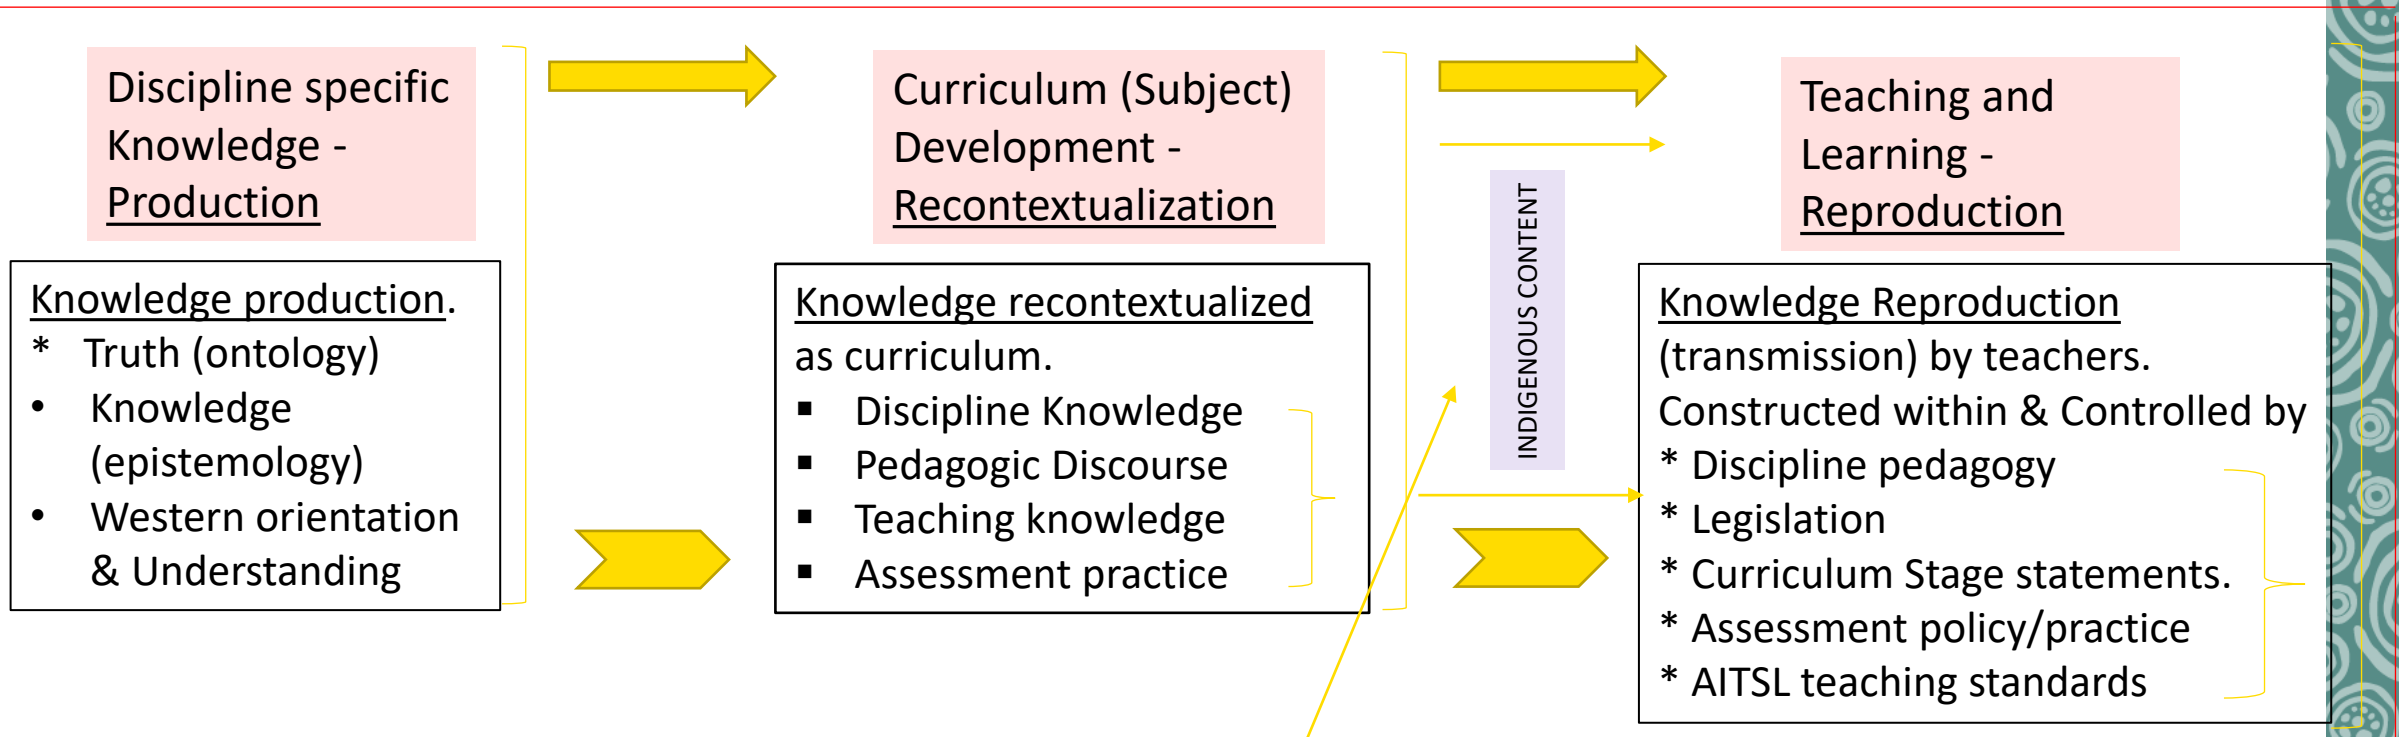 Discipline specific
Knowledge -
Production
Knowledge production.
* Truth (ontology)
• Knowledge
(epistemology)
• Western orientation
& Understanding
Curriculum (Subject)
Development -
Recontextualization
Knowledge recontextualized
as curriculum.
▪ Discipline Knowledge
▪ Pedagogic Discourse
▪ Teaching knowledge
▪ Assessment practice
INDIGENOUS CONTENT
Teaching and
Learning -
Reproduction
Knowledge Reproduction
(transmission) by teachers.
Constructed within & Controlled by
* Discipline pedagogy
* Legislation
* Curriculum Stage statements.
* Assessment policy/practice
* AITSL teaching standards